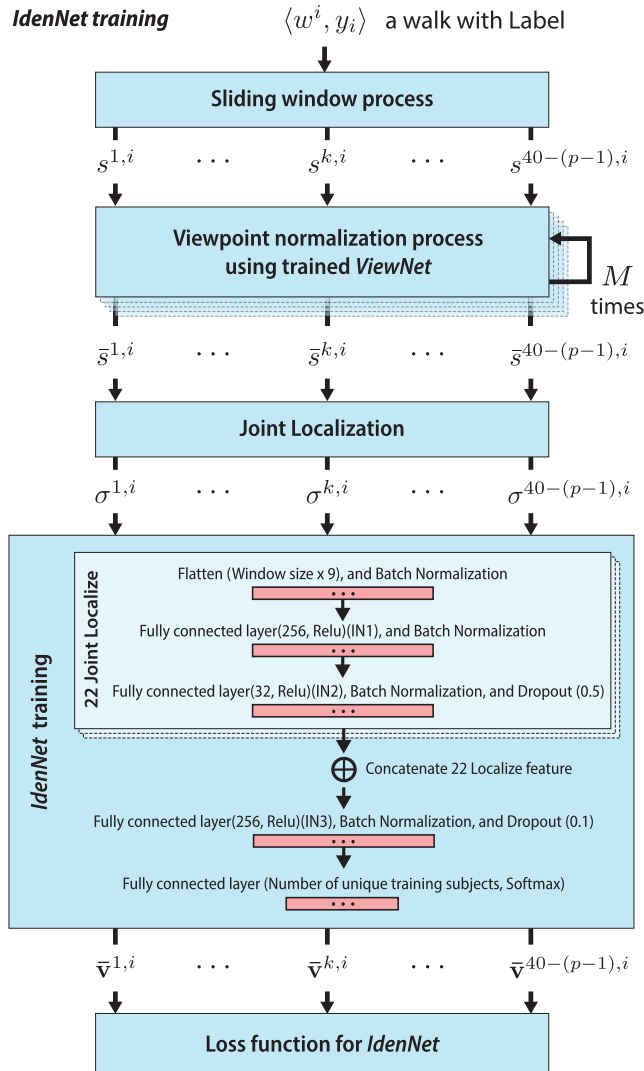 IdenNet training
⟨wⁱ, yᵢ⟩ a walk with Label
Sliding window process
s^{1,i} ··· s^{k,i} ··· s^{40−(p−1),i}
Viewpoint normalization process
using trained ViewNet
M
times
s̄^{1,i} ··· s̄^{k,i} ··· s̄^{40−(p−1),i}
Joint Localization
σ^{1,i} ··· σ^{k,i} ··· σ^{40−(p−1),i}
IdenNet training
22 Joint Localize
Flatten (Window size x 9), and Batch Normalization
Fully connected layer(256, Relu)(IN1), and Batch Normalization
Fully connected layer(32, Relu)(IN2), Batch Normalization, and Dropout (0.5)
Concatenate 22 Localize feature
Fully connected layer(256, Relu)(IN3), Batch Normalization, and Dropout (0.1)
Fully connected layer (Number of unique training subjects, Softmax)
v̄^{1,i} ··· v̄^{k,i} ··· v̄^{40−(p−1),i}
Loss function for IdenNet